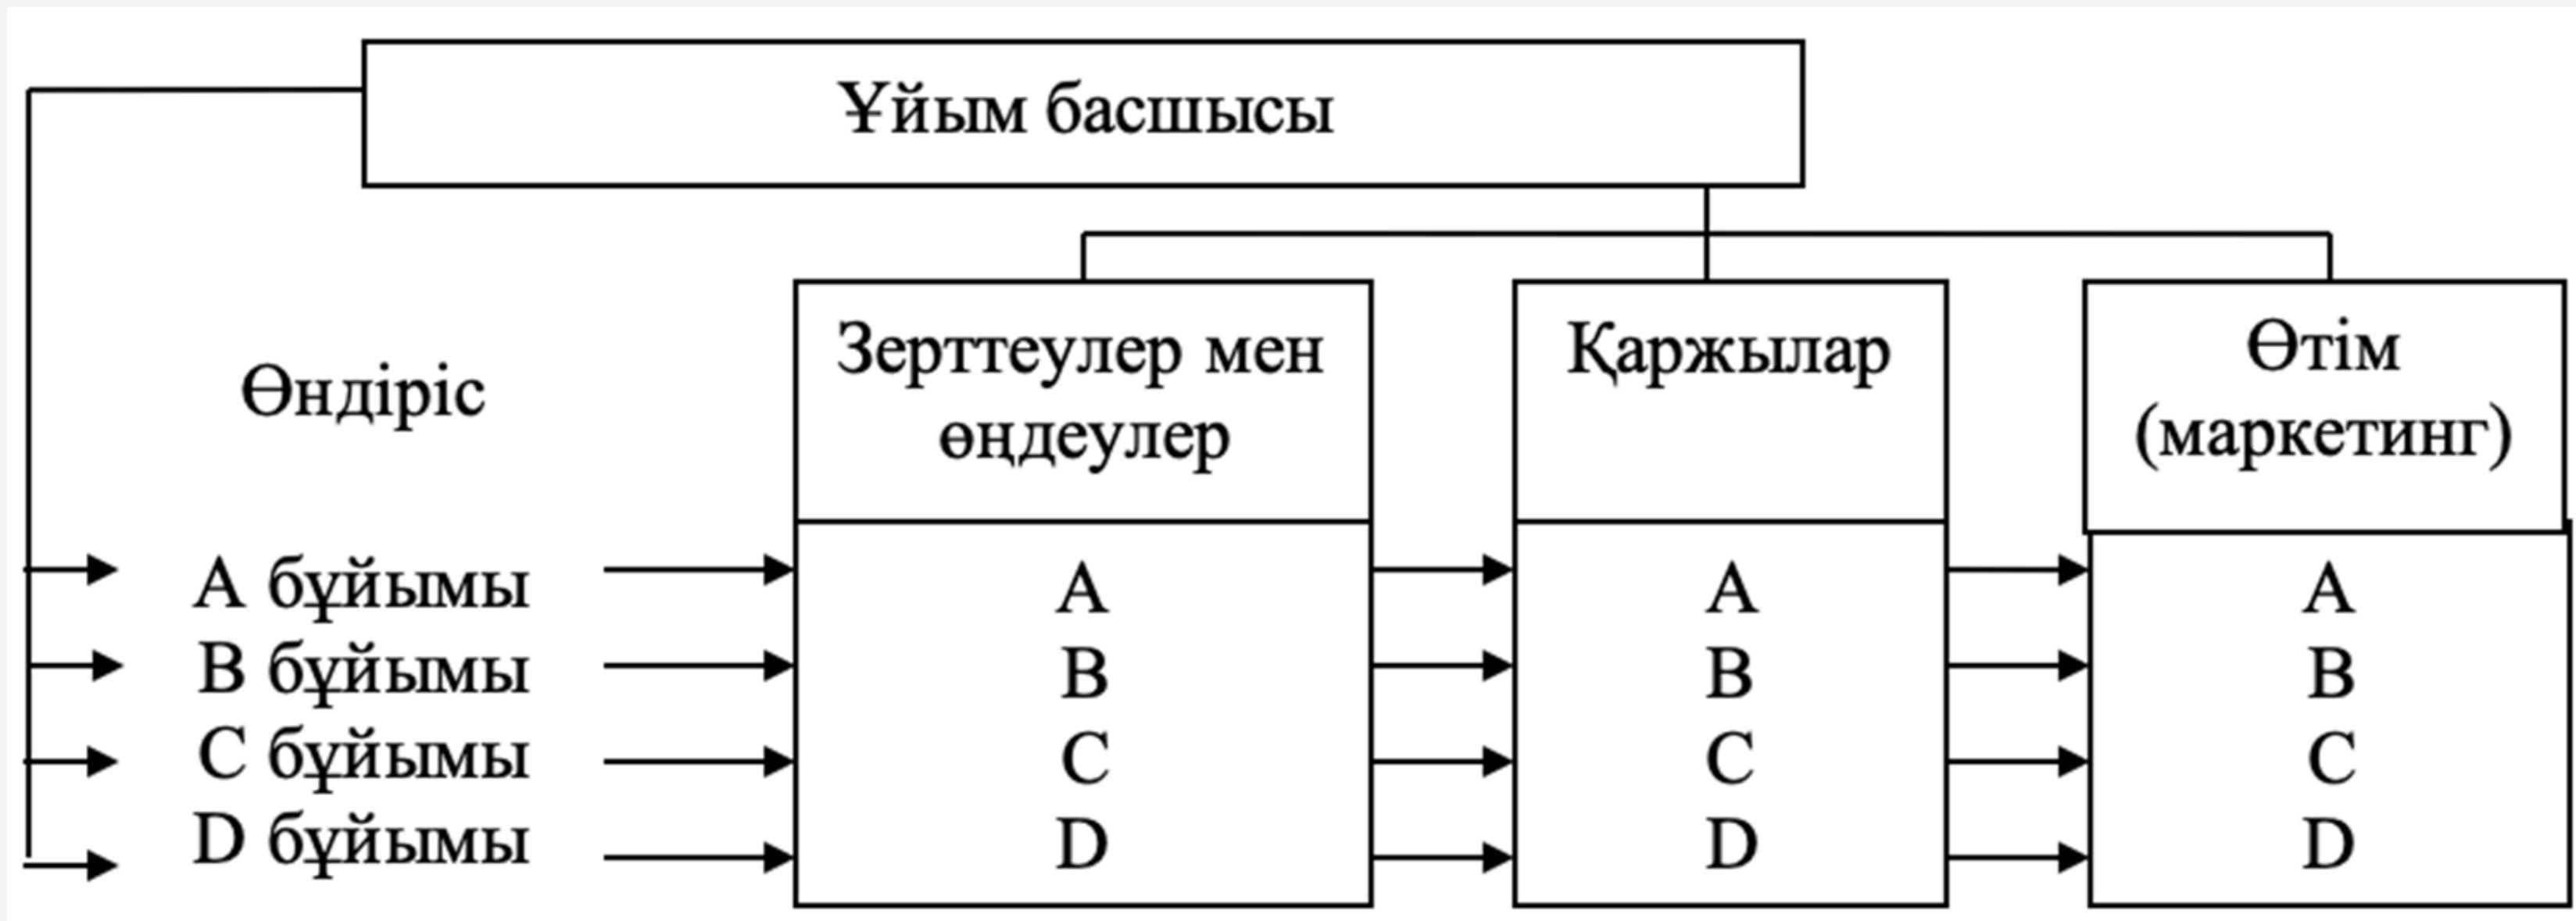 Ұйым басшысы
Өндіріс
Зерттеулер мен
өңдеулер
Қаржылар
Өтім
(маркетинг)
A бұйымы
B бұйымы
C бұйымы
D бұйымы
A
B
C
D
A
B
C
D
A
B
C
D